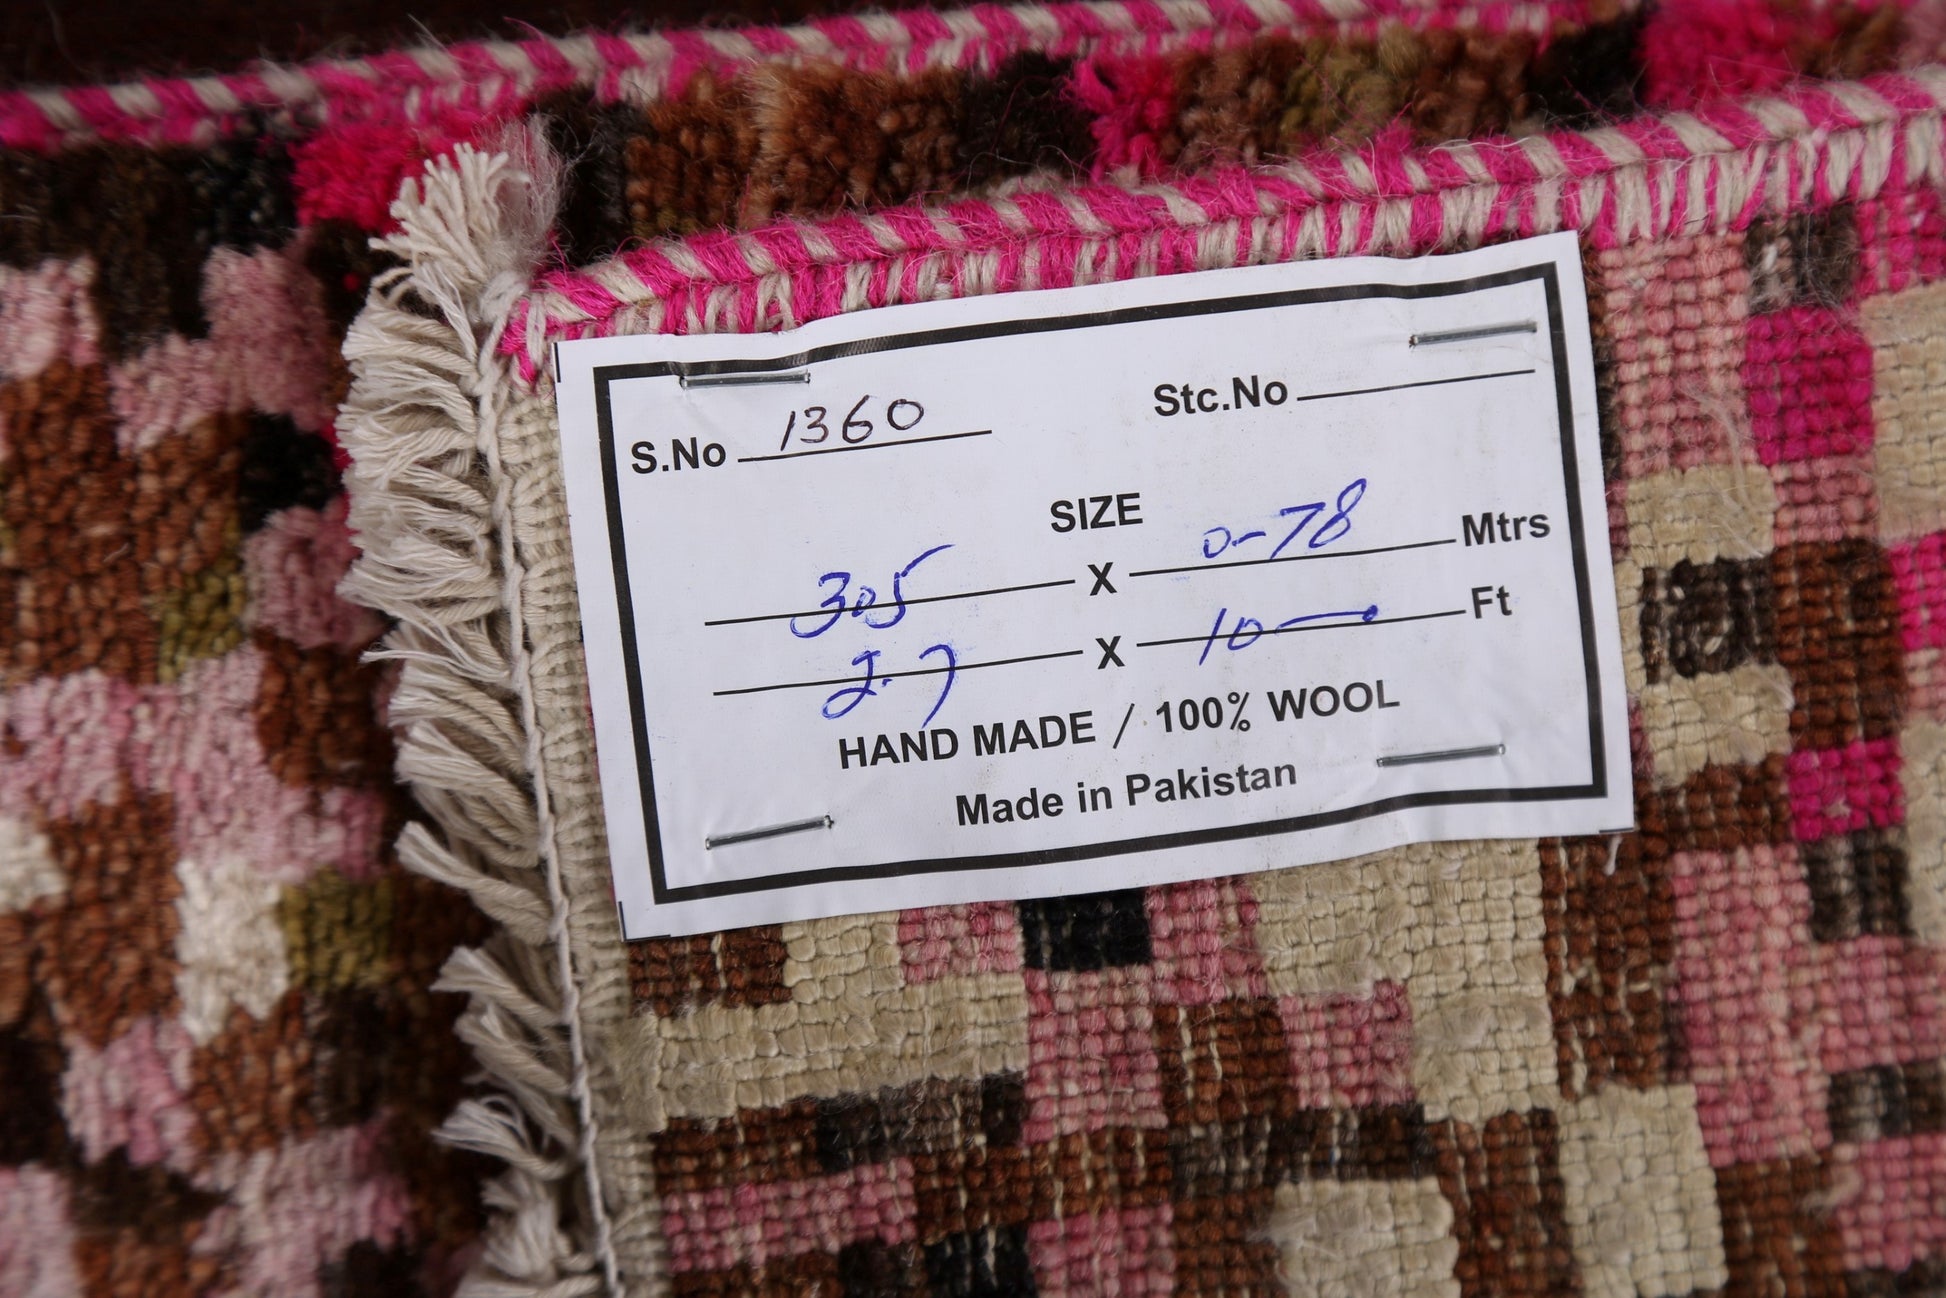 S.No 1360 Stc.No
SIZE
305 X 0-78 Mtrs
2.7 X 10— Ft
HAND MADE / 100% WOOL
Made in Pakistan